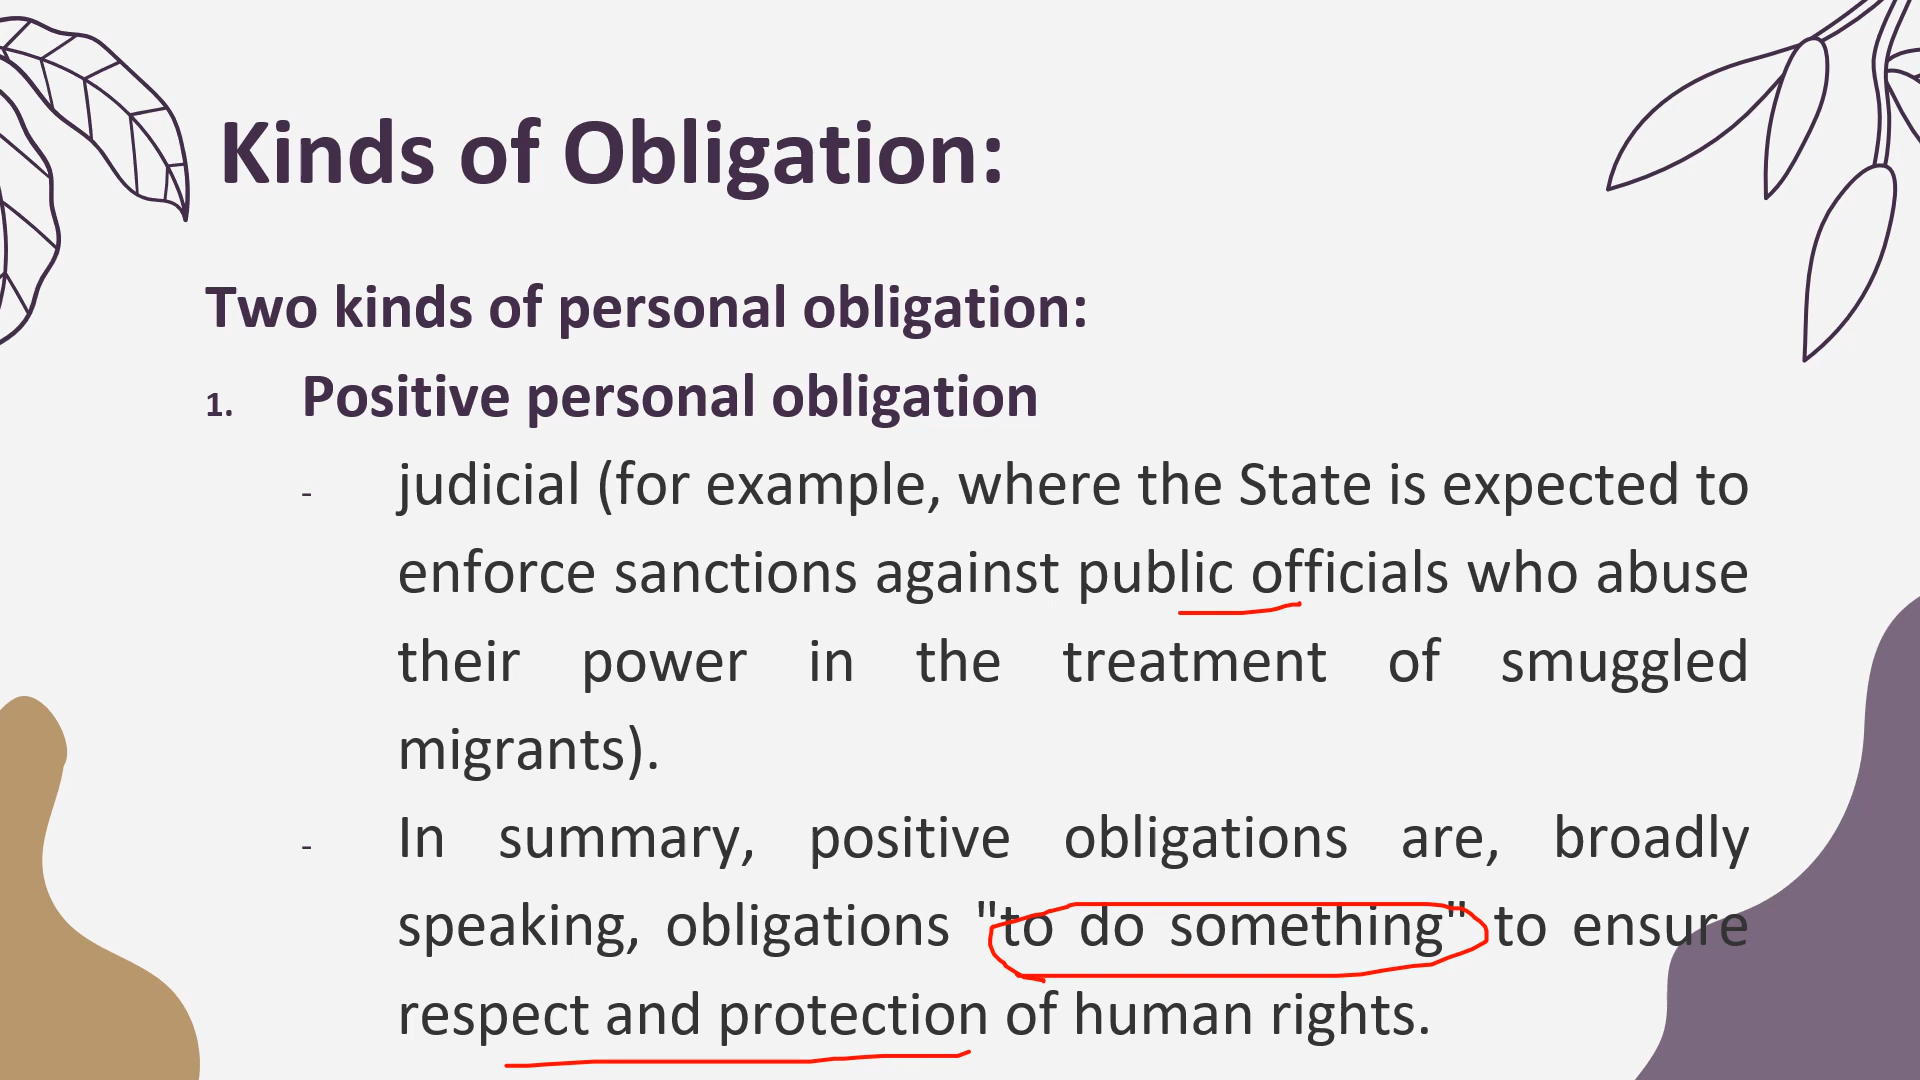 Kinds of Obligation:
Two kinds of personal obligation:
1. Positive personal obligation
- judicial (for example, where the State is expected to
enforce sanctions against public officials who abuse
their power in the treatment of smuggled
migrants).
- In summary, positive obligations are, broadly
speaking, obligations "to do something" to ensure
respect and protection of human rights.